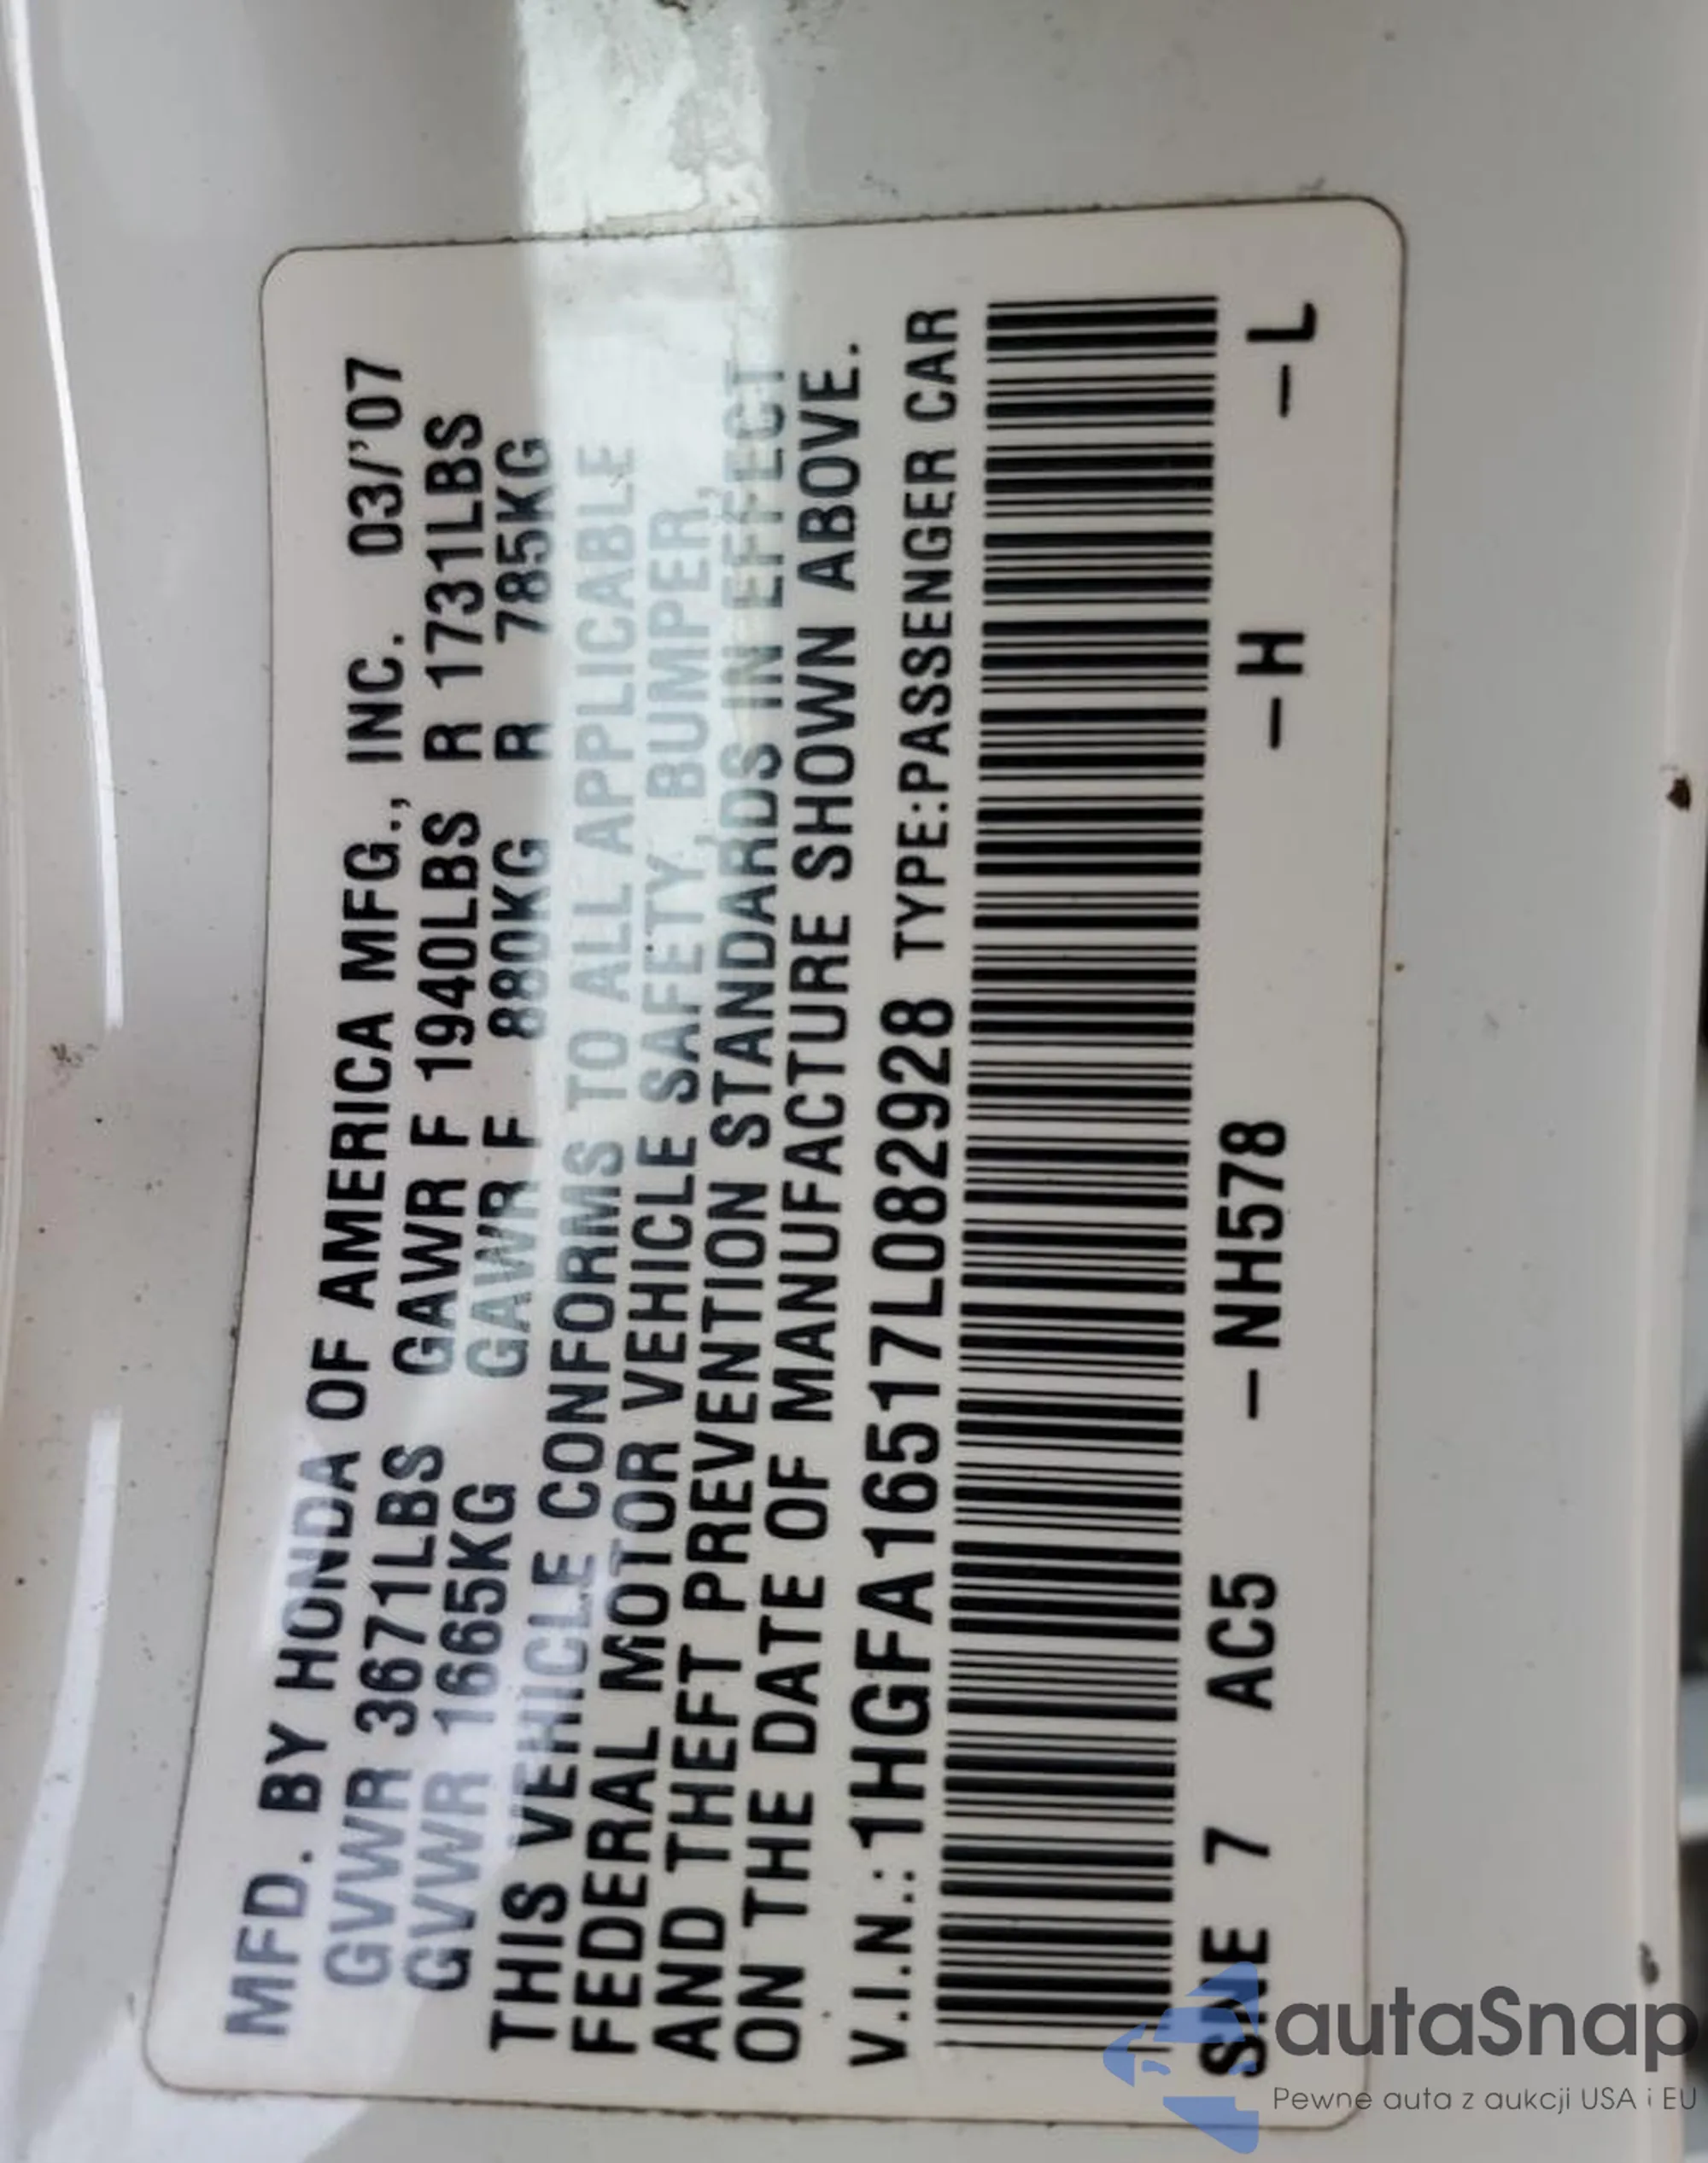 MFD. BY HONDA OF AMERICA MFG., INC. 03/'07
GVWR 3671LBS GAWR F 1940LBS R 1731LBS
GVWR 1665KG GAWR F 880KG R 785KG
THIS VEHICLE CONFORMS TO ALL APPLICABLE
FEDERAL MOTOR VEHICLE SAFETY, BUMPER,
AND THEFT PREVENTION STANDARDS IN EFFECT
ON THE DATE OF MANUFACTURE SHOWN ABOVE.
V.I.N.: 1HGFA16517L082928 TYPE:PASSENGER CAR
SNE 7 AC5 -NH578 -H -L
autaSnap
Pewne auta z aukcji USA i EU